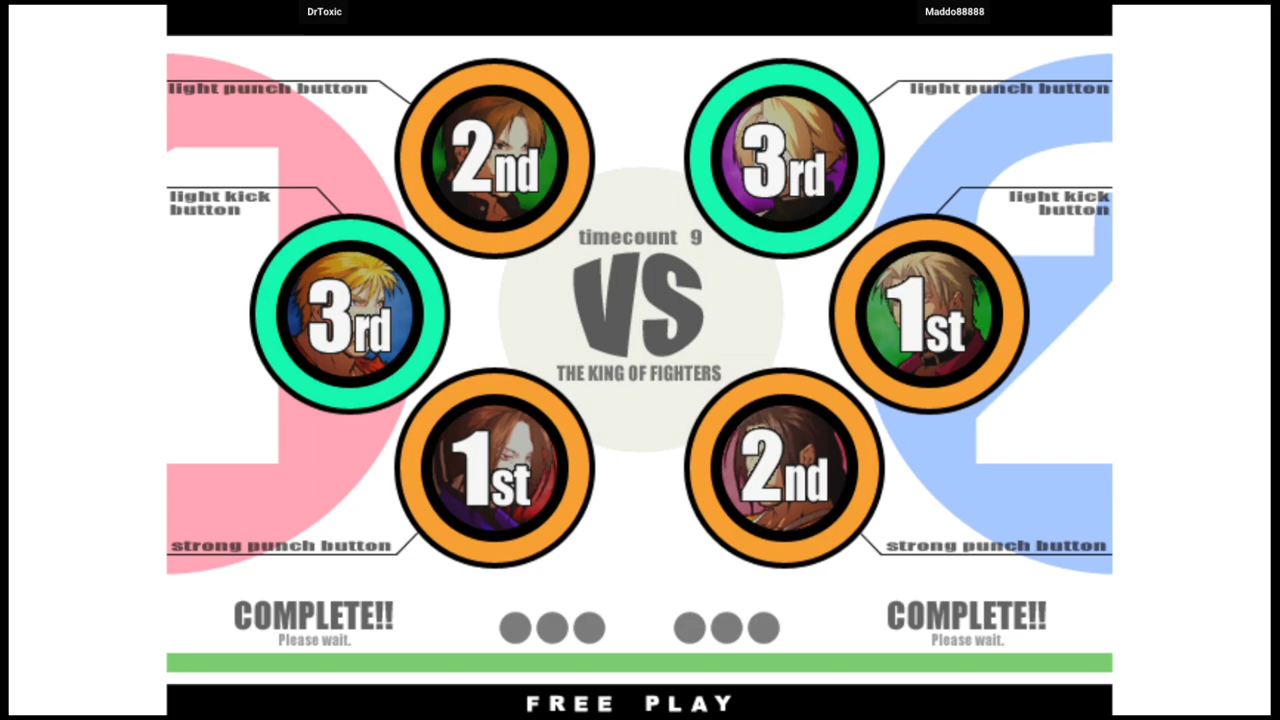 DrToxic
Maddo88888
light punch button
light punch button
2nd
3rd
light kick
button
light kick
button
timecount 9
VS
THE KING OF FIGHTERS
3rd
1st
1st
2nd
strong punch button
strong punch button
COMPLETE!!
Please wait.
COMPLETE!!
Please wait.
FREE PLAY